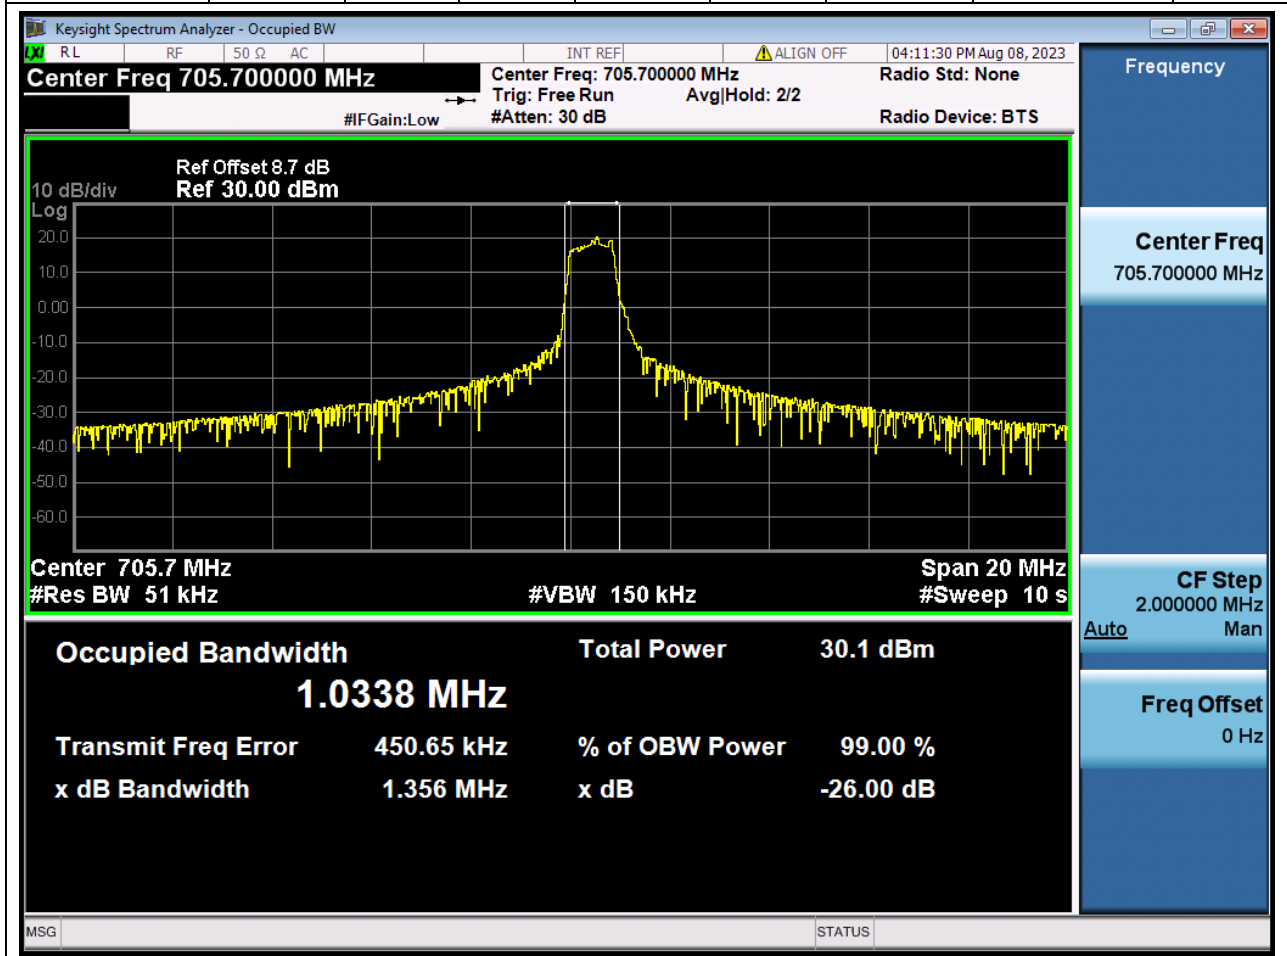 Keysight Spectrum Analyzer - Occupied BW
LXI RL RF 50 Ω AC INT REF ALIGN OFF 04:11:30 PM Aug 08, 2023
Center Freq 705.700000 MHz
Center Freq: 705.700000 MHz Radio Std: None
Trig: Free Run Avg|Hold: 2/2
#IFGain:Low #Atten: 30 dB Radio Device: BTS
Ref Offset 8.7 dB
10 dB/div Ref 30.00 dBm
Log
20.0
10.0
0.00
-10.0
-20.0
-30.0
-40.0
-50.0
-60.0
Center 705.7 MHz Span 20 MHz
#Res BW 51 kHz #VBW 150 kHz #Sweep 10 s
Occupied Bandwidth Total Power 30.1 dBm
1.0338 MHz
Transmit Freq Error 450.65 kHz % of OBW Power 99.00 %
x dB Bandwidth 1.356 MHz x dB -26.00 dB
Frequency
Center Freq
705.700000 MHz
CF Step
2.000000 MHz
Auto Man
Freq Offset
0 Hz
MSG STATUS